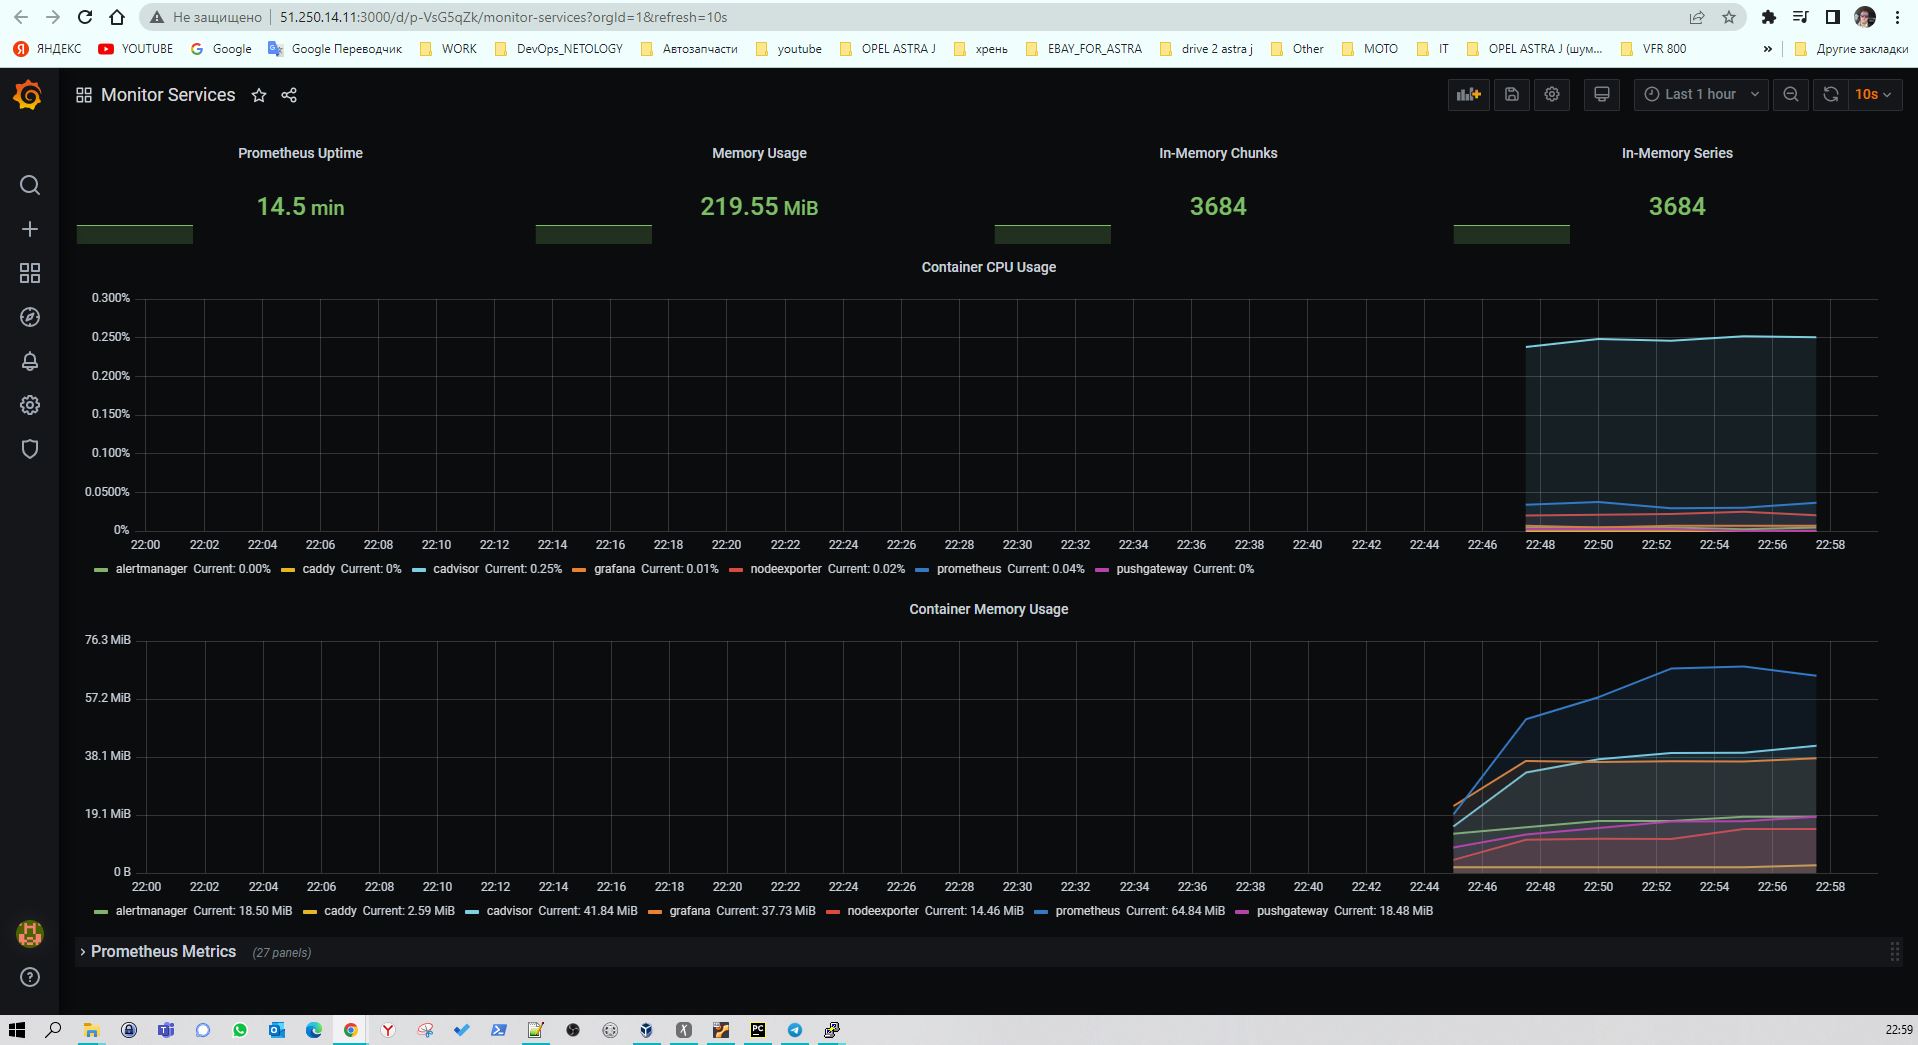 Не защищено | 51.250.14.11:3000/d/p-VsG5qZk/monitor-services?orgId=1&refresh=10s
ЯНДЕКС YOUTUBE Google Google Переводчик WORK DevOps_NETOLOGY Автозапчасти youtube OPEL ASTRA J хрень EBAY_FOR_ASTRA drive 2 astra j Other МОТО IT OPEL ASTRA J (шум... VFR 800 » Другие закладки
Monitor Services Last 1 hour 10s
Prometheus Uptime Memory Usage In-Memory Chunks In-Memory Series
14.5 min 219.55 MiB 3684 3684
Container CPU Usage
0.300%
0.250%
0.200%
0.150%
0.100%
0.0500%
0%
22:00 22:02 22:04 22:06 22:08 22:10 22:12 22:14 22:16 22:18 22:20 22:22 22:24 22:26 22:28 22:30 22:32 22:34 22:36 22:38 22:40 22:42 22:44 22:46 22:48 22:50 22:52 22:54 22:56 22:58
alertmanager Current: 0.00% caddy Current: 0% cadvisor Current: 0.25% grafana Current: 0.01% nodeexporter Current: 0.02% prometheus Current: 0.04% pushgateway Current: 0%
Container Memory Usage
76.3 MiB
57.2 MiB
38.1 MiB
19.1 MiB
0 B
22:00 22:02 22:04 22:06 22:08 22:10 22:12 22:14 22:16 22:18 22:20 22:22 22:24 22:26 22:28 22:30 22:32 22:34 22:36 22:38 22:40 22:42 22:44 22:46 22:48 22:50 22:52 22:54 22:56 22:58
alertmanager Current: 18.50 MiB caddy Current: 2.59 MiB cadvisor Current: 41.84 MiB grafana Current: 37.73 MiB nodeexporter Current: 14.46 MiB prometheus Current: 64.84 MiB pushgateway Current: 18.48 MiB
Prometheus Metrics (27 panels)
22:59